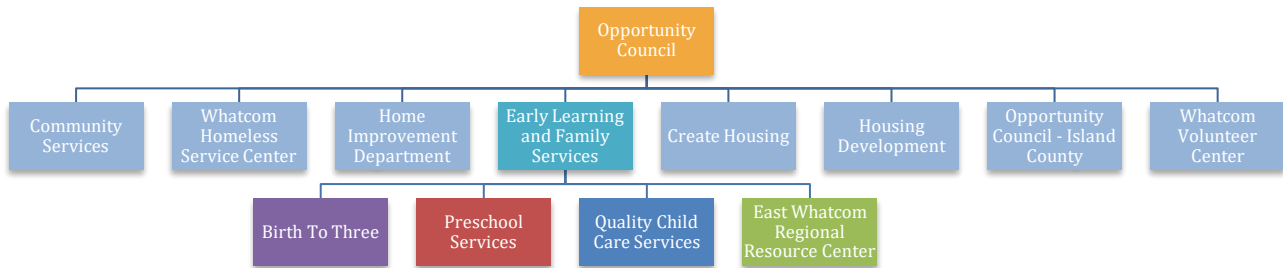 Opportunity
Council
Community
Services
Whatcom
Homeless
Service Center
Home
Improvement
Department
Early Learning
and Family
Services
Create Housing
Housing
Development
Opportunity
Council - Island
County
Whatcom
Volunteer
Center
Birth To Three
Preschool
Services
Quality Child
Care Services
East Whatcom
Regional
Resource Center